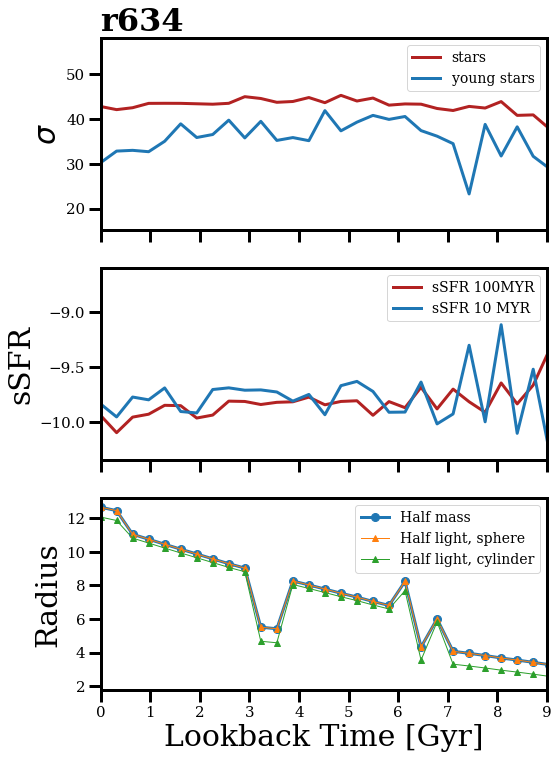 r634
stars
young stars
50
40
30
20
σ
sSFR 100MYR
sSFR 10 MYR
−9.0
−9.5
−10.0
sSFR
Half mass
Half light, sphere
Half light, cylinder
12
10
8
6
4
2
Radius
0 1 2 3 4 5 6 7 8 9
Lookback Time [Gyr]